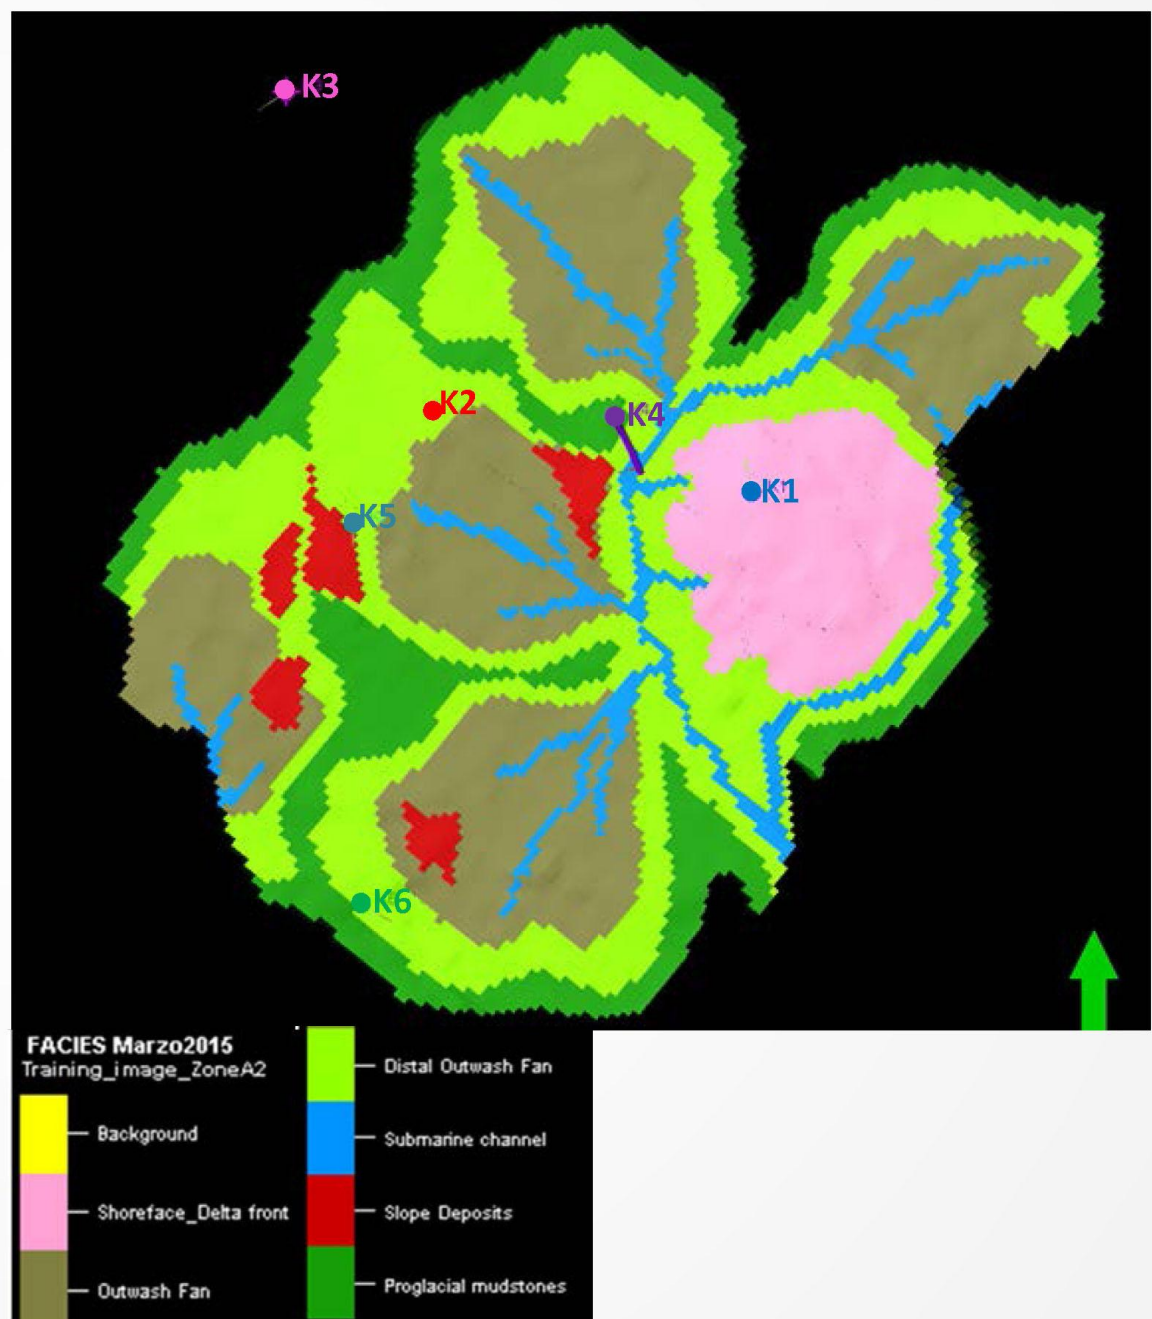 K3
K2
K4
K1
K5
K6
FACIES Marzo2015
Training_image_ZoneA2
Background
Shoreface_Delta front
Outwash Fan
Distal Outwash Fan
Submarine channel
Slope Deposits
Proglacial mudstones